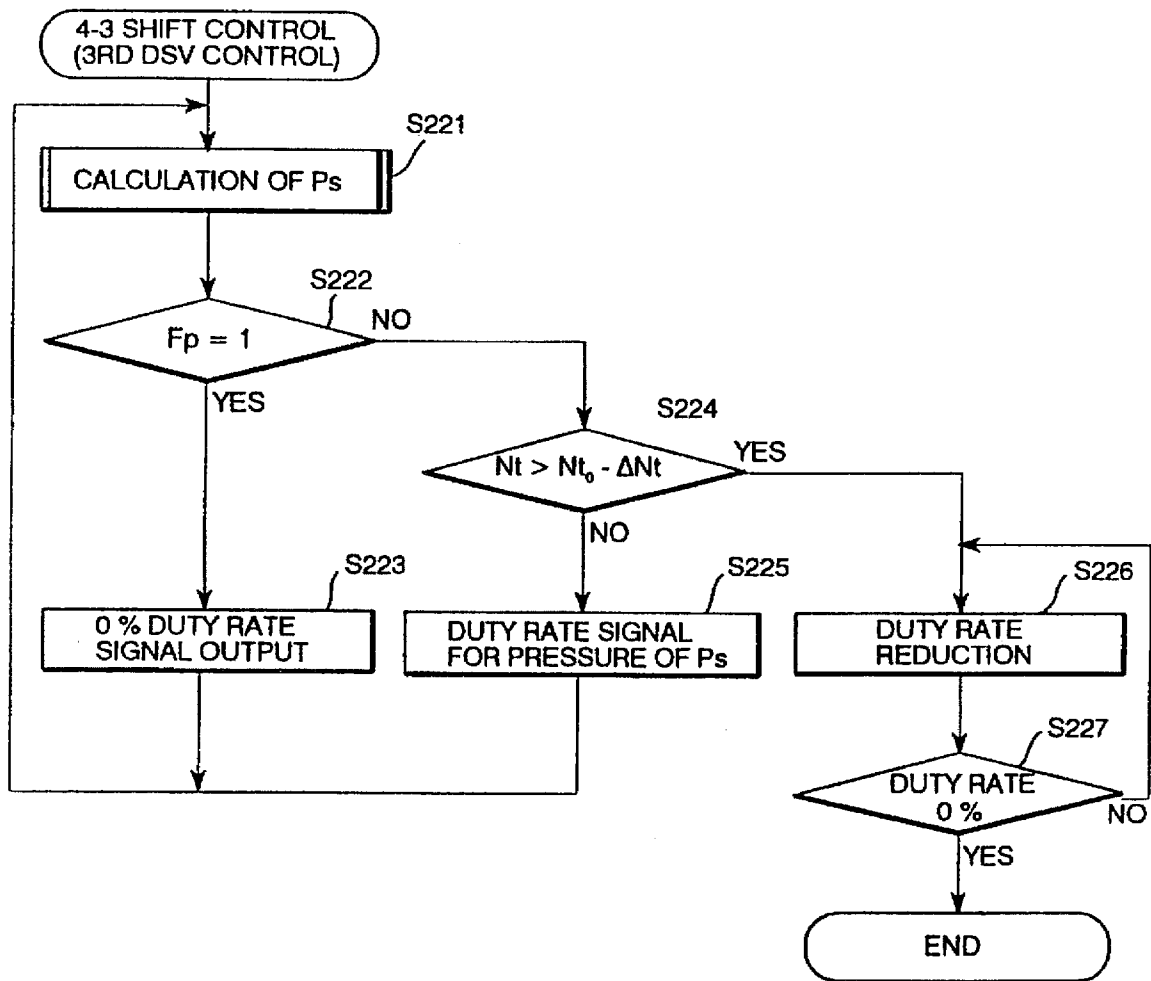 4-3 SHIFT CONTROL
(3RD DSV CONTROL)
S221
CALCULATION OF Ps
S222
Fp = 1
NO
YES
S224
Nt > Nt₀ - ΔNt
YES
NO
S223
0 % DUTY RATE
SIGNAL OUTPUT
S225
DUTY RATE SIGNAL
FOR PRESSURE OF Ps
S226
DUTY RATE
REDUCTION
S227
DUTY RATE
0 %
NO
YES
END